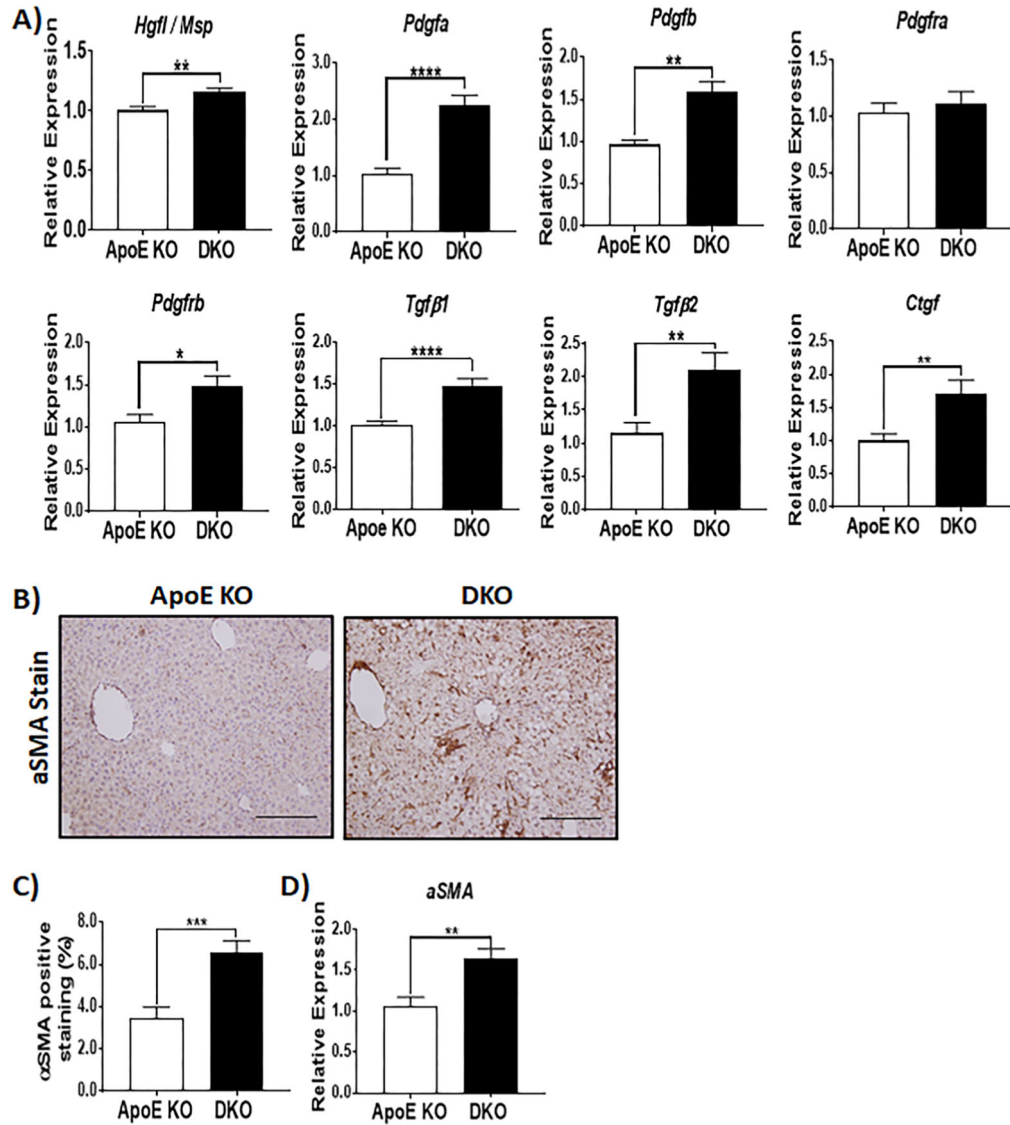 A)
Hgfl / Msp
Relative Expression
1.5
1.0
0.5
0.0
**
ApoE KO DKO
Pdgfa
Relative Expression
3.0
2.0
1.0
0.0
****
ApoE KO DKO
Pdgfb
Relative Expression
2.0
1.5
1.0
0.5
0.0
**
ApoE KO DKO
Pdgfra
Relative Expression
1.5
1.0
0.5
0.0
ApoE KO DKO
Pdgfrb
Relative Expression
2.0
1.5
1.0
0.5
0.0
*
ApoE KO DKO
Tgfβ1
Relative Expression
2.0
1.5
1.0
0.5
0.0
****
Apoe KO DKO
Tgfβ2
Relative Expression
2.5
2.0
1.5
1.0
0.5
0.0
**
ApoE KO DKO
Ctgf
Relative Expression
2.5
2.0
1.5
1.0
0.5
0.0
**
ApoE KO DKO
B)
ApoE KO
DKO
aSMA Stain
C)
αSMA positive
staining (%)
8.0
6.0
4.0
2.0
0.0
***
ApoE KO DKO
D)
aSMA
Relative Expression
2.0
1.5
1.0
0.5
0.0
**
ApoE KO DKO